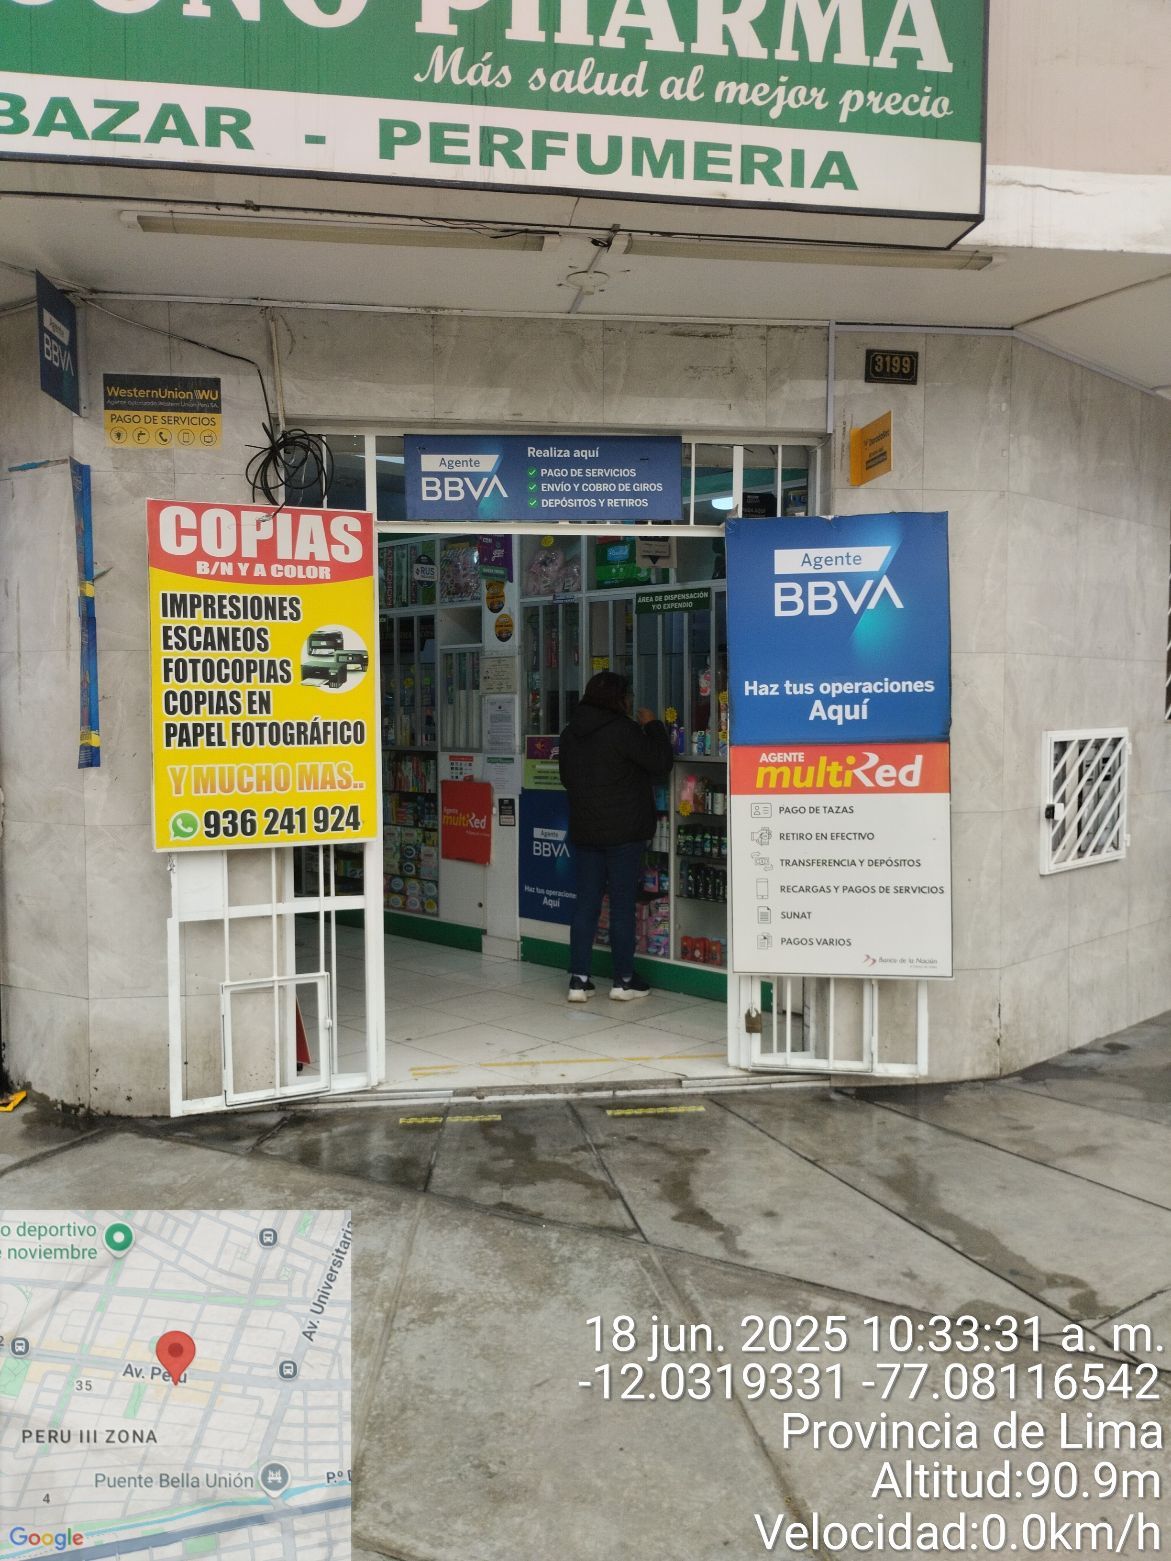 PHARMA
Más salud al mejor precio
BAZAR - PERFUMERIA
3199
Agente
BBVA
WesternUnion WU
PAGO DE SERVICIOS
Agente
BBVA
Realiza aquí
PAGO DE SERVICIOS
ENVÍO Y COBRO DE GIROS
DEPÓSITOS Y RETIROS
COPIAS
B/N Y A COLOR
IMPRESIONES
ESCANEOS
FOTOCOPIAS
COPIAS EN
PAPEL FOTOGRÁFICO
Y MUCHO MAS..
936 241 924
RUS
ÁREA DE DISPENSACIÓN
Y/O EXPENDIO
Agente
multiRed
Agente
BBVA
Haz tus operaciones
Aquí
Agente
BBVA
Haz tus operaciones
Aquí
AGENTE
multiRed
PAGO DE TAZAS
RETIRO EN EFECTIVO
TRANSFERENCIA Y DEPÓSITOS
RECARGAS Y PAGOS DE SERVICIOS
SUNAT
PAGOS VARIOS
Banco de la Nación
o deportivo
noviembre
Av. Universitaria
Av. Perú
35
PERU III ZONA
Puente Bella Unión
4
Google
18 jun. 2025 10:33:31 a. m.
-12.0319331 -77.08116542
Provincia de Lima
Altitud:90.9m
Velocidad:0.0km/h